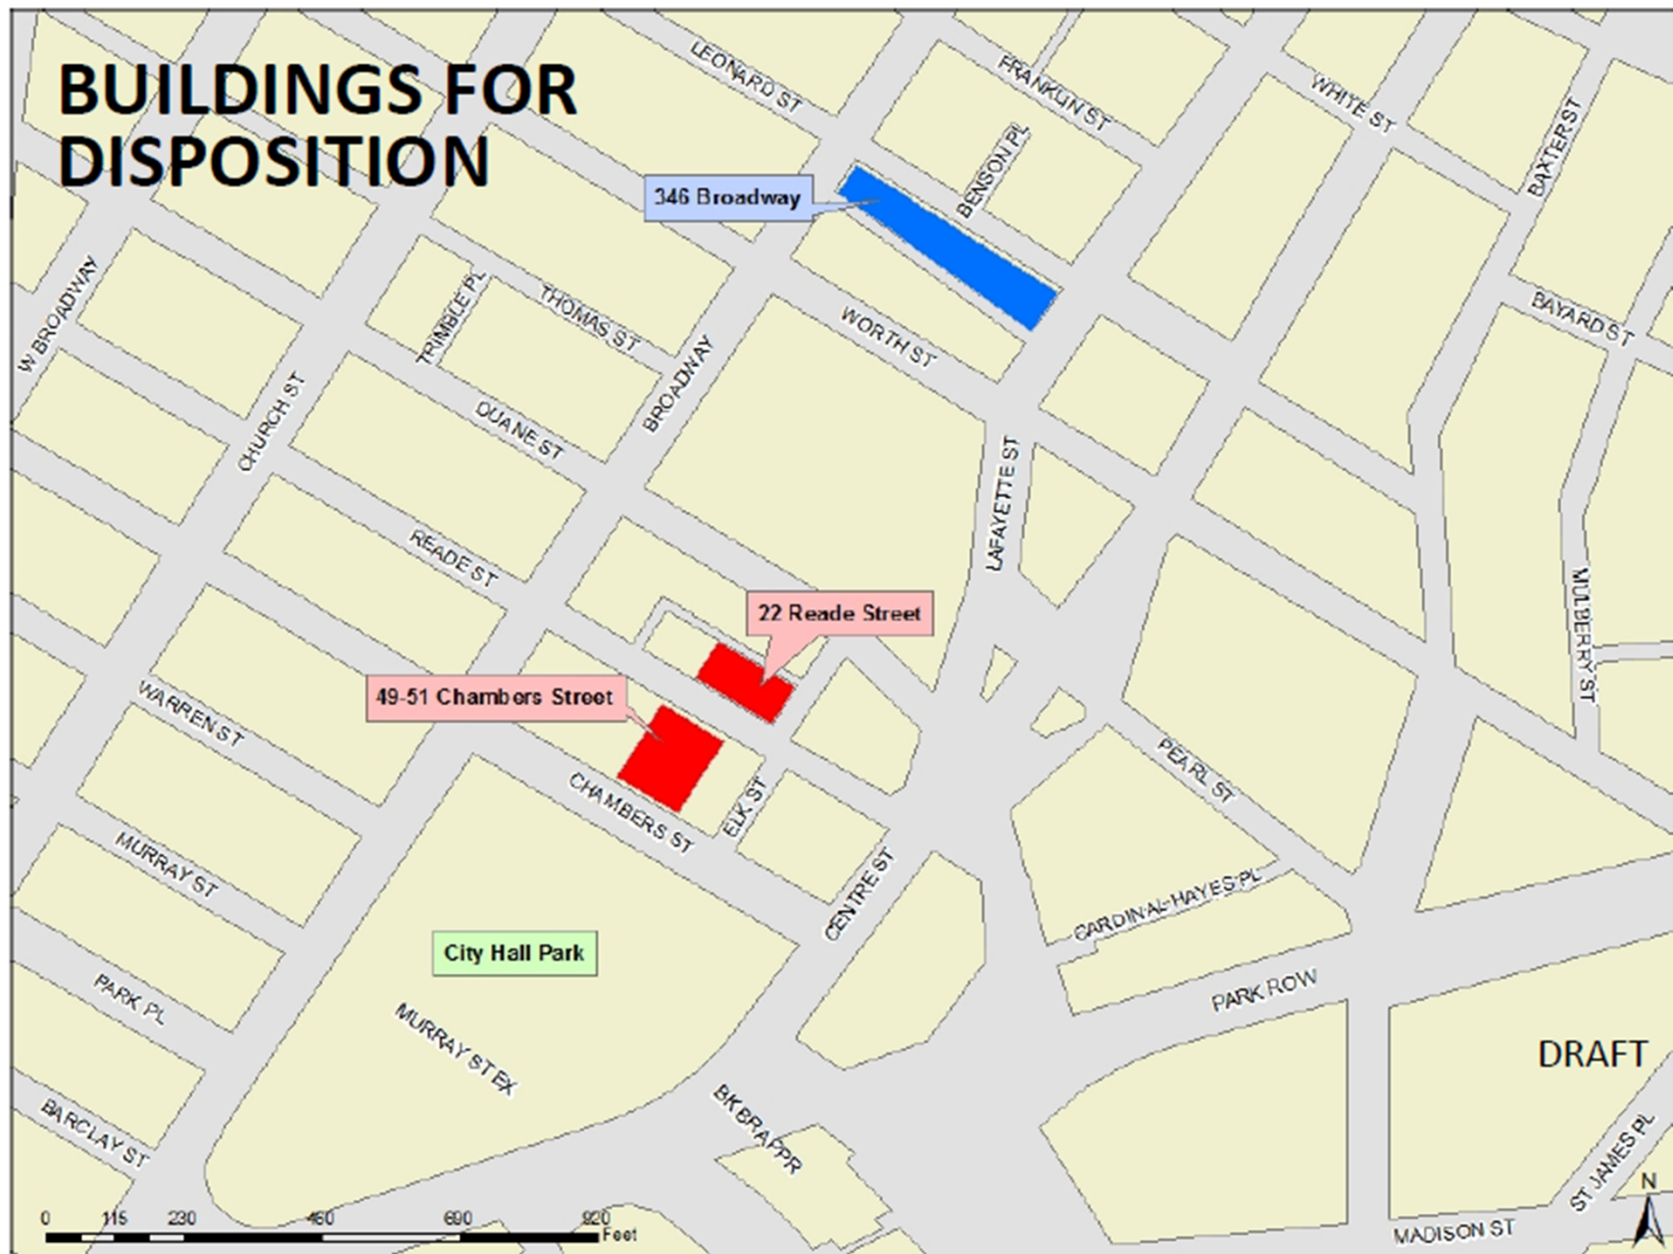 BUILDINGS FOR
DISPOSITION
LEONARD ST
FRANKLIN ST
WHITE ST
BAXTER ST
BENSON PL
346 Broadway
W BROADWAY
TRIMBLE PL
THOMAS ST
WORTH ST
BAYARD ST
BROADWAY
CHURCH ST
DUANE ST
LAFAYETTE ST
READE ST
22 Reade Street
MULBERRY ST
49-51 Chambers Street
WARREN ST
CHAMBERS ST
ELK ST
PEARL ST
MURRAY ST
CENTRE ST
CARDINAL HAYES PL
City Hall Park
PARK PL
PARK ROW
MURRAY ST EX
DRAFT
BARCLAY ST
BK BR APPR
ST JAMES PL
N
0 115 230 460 690 920
Feet
MADISON ST